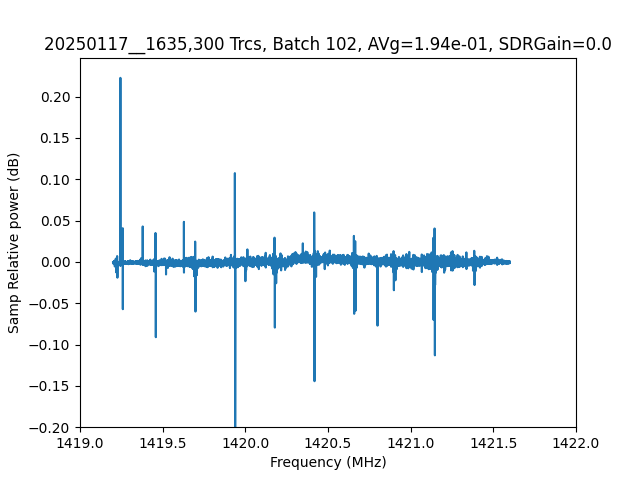 20250117__1635,300 Trcs, Batch 102, AVg=1.94e-01, SDRGain=0.0
Samp Relative power (dB)
0.20
0.15
0.10
0.05
0.00
−0.05
−0.10
−0.15
−0.20
1419.0 1419.5 1420.0 1420.5 1421.0 1421.5 1422.0
Frequency (MHz)